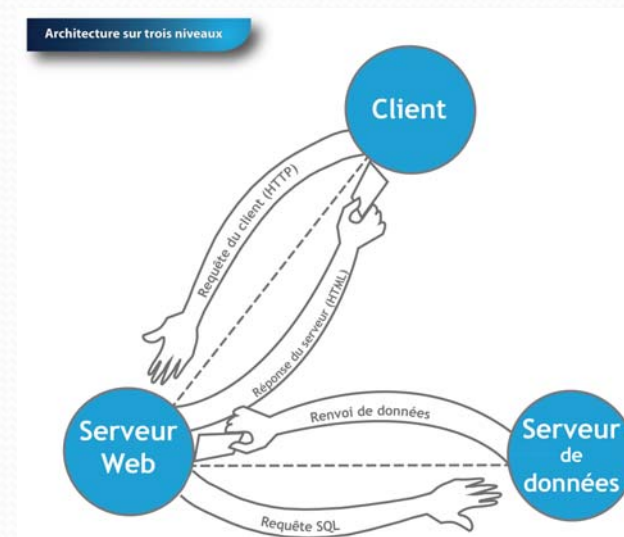 Architecture sur trois niveaux
Client
Requête du client (HTTP)
Réponse du serveur (HTML)
Serveur
Web
Renvoi de données
Requête SQL
Serveur
de
données